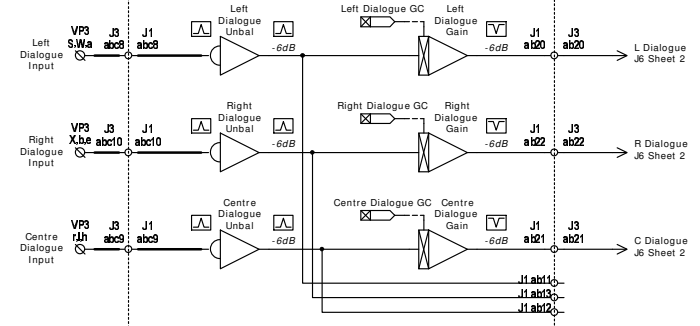 Left Dialogue GC
Left
Dialogue
Unbal
Left
Dialogue
Gain
Left
Dialogue
Input
VP3
S,W,a
J3
abc8
J1
abc8
-6dB
-6dB
J1
ab20
J3
ab20
L Dialogue
J6 Sheet 2
Right Dialogue GC
Right
Dialogue
Unbal
Right
Dialogue
Gain
Right
Dialogue
Input
VP3
X,b,e
J3
abc10
J1
abc10
-6dB
-6dB
J1
ab22
J3
ab22
R Dialogue
J6 Sheet 2
Centre Dialogue GC
Centre
Dialogue
Unbal
Centre
Dialogue
Gain
Centre
Dialogue
Input
VP3
J3
abc9
J1
abc9
-6dB
-6dB
J1
ab21
J3
ab21
C Dialogue
J6 Sheet 2
J1 ab11
J1 ab13
J1 ab12